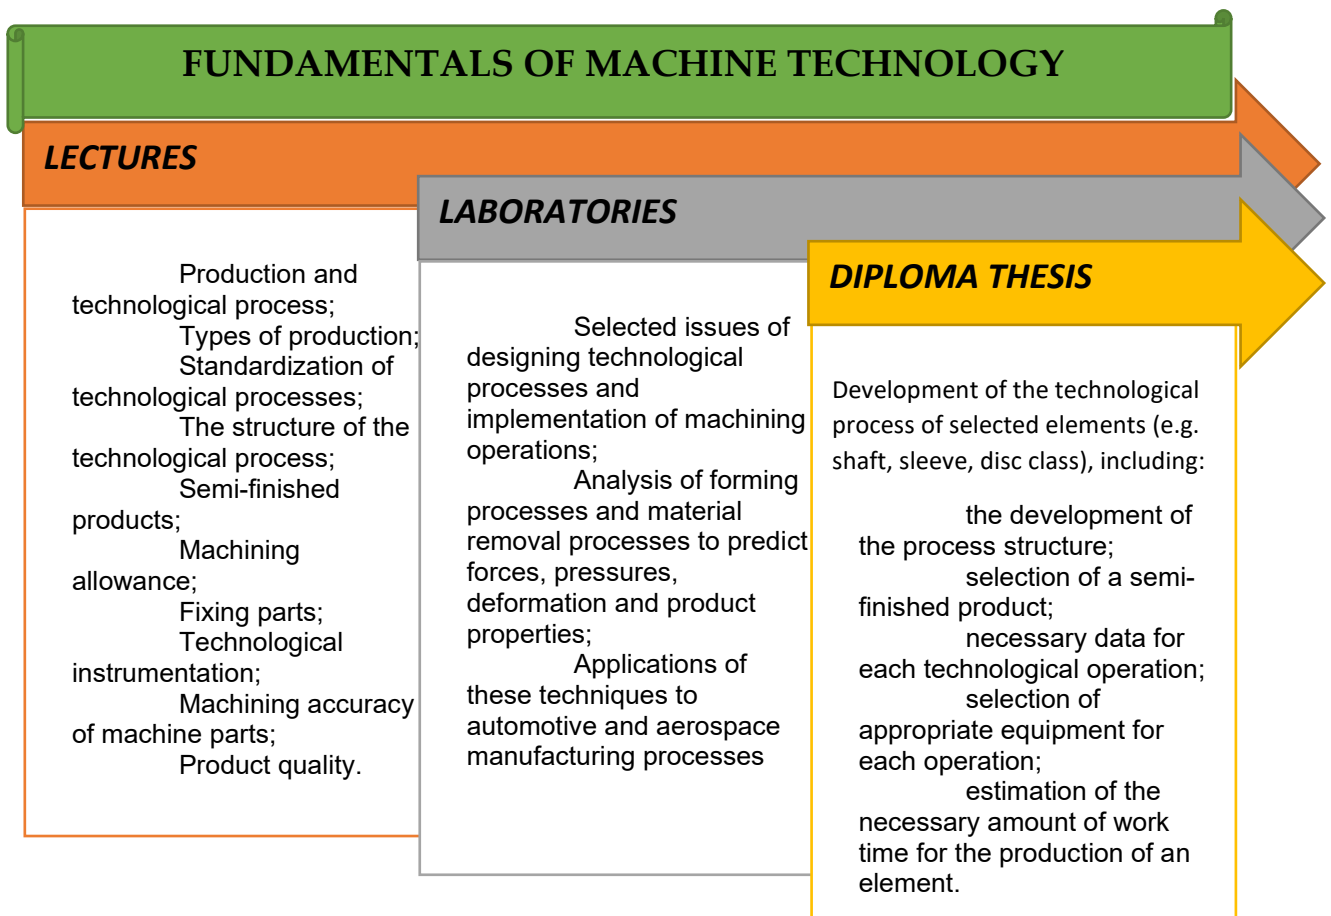 FUNDAMENTALS OF MACHINE TECHNOLOGY
LECTURES
Production and
technological process;
Types of production;
Standardization of
technological processes;
The structure of the
technological process;
Semi-finished
products;
Machining
allowance;
Fixing parts;
Technological
instrumentation;
Machining accuracy
of machine parts;
Product quality.
LABORATORIES
Selected issues of
designing technological
processes and
implementation of machining
operations;
Analysis of forming
processes and material
removal processes to predict
forces, pressures,
deformation and product
properties;
Applications of
these techniques to
automotive and aerospace
manufacturing processes
DIPLOMA THESIS
Development of the technological
process of selected elements (e.g.
shaft, sleeve, disc class), including:
the development of
the process structure;
selection of a semi-
finished product;
necessary data for
each technological operation;
selection of
appropriate equipment for
each operation;
estimation of the
necessary amount of work
time for the production of an
element.